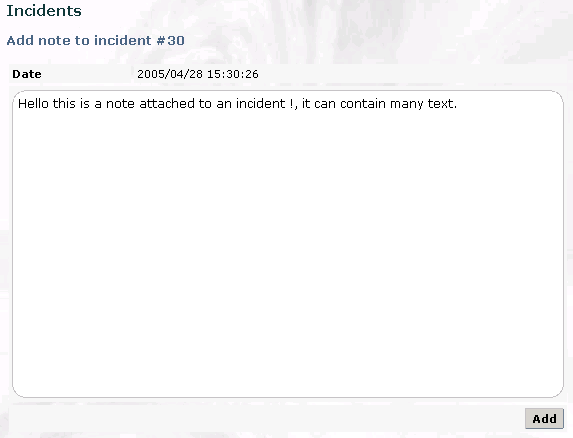 Incidents
Add note to incident #30
Date 2005/04/28 15:30:26
Hello this is a note attached to an incident !, it can contain many text.
Add